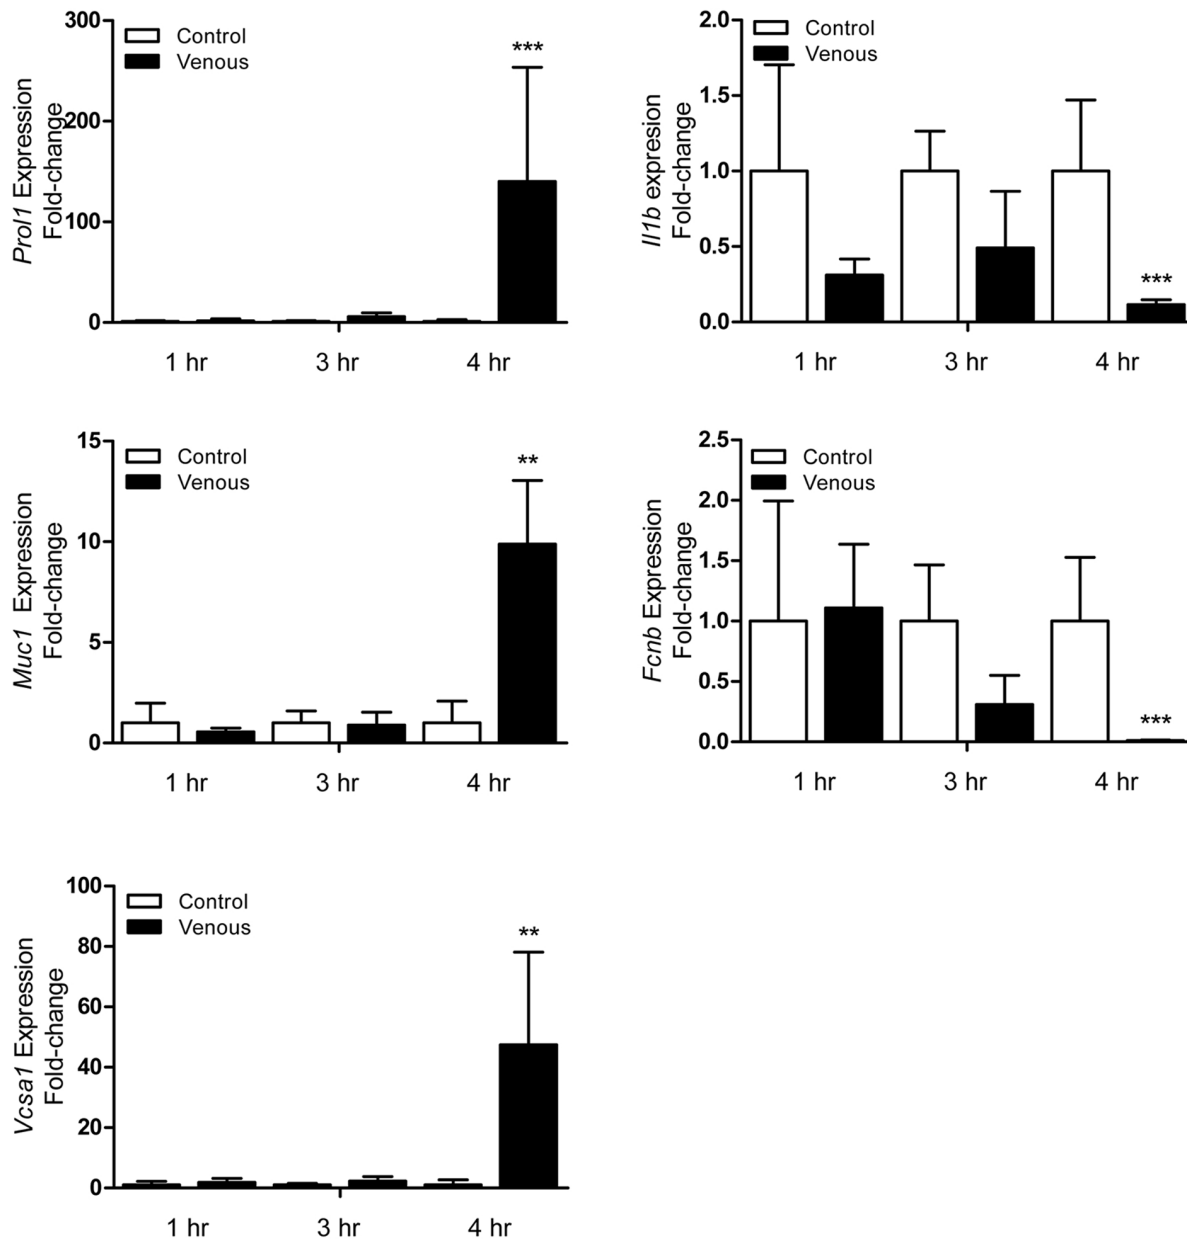 Prol1 Expression
Fold-change
300
200
100
0
Control
Venous
***
1 hr
3 hr
4 hr
Il1b expresion
Fold-change
2.0
1.5
1.0
0.5
0.0
Control
Venous
***
1 hr
3 hr
4 hr
Muc1 Expression
Fold-change
15
10
5
0
Control
Venous
**
1 hr
3 hr
4 hr
Fcnb Expression
Fold-change
2.5
2.0
1.5
1.0
0.5
0.0
Control
Venous
***
1 hr
3 hr
4 hr
Vcsa1 Expression
Fold-change
100
80
60
40
20
0
Control
Venous
**
1 hr
3 hr
4 hr